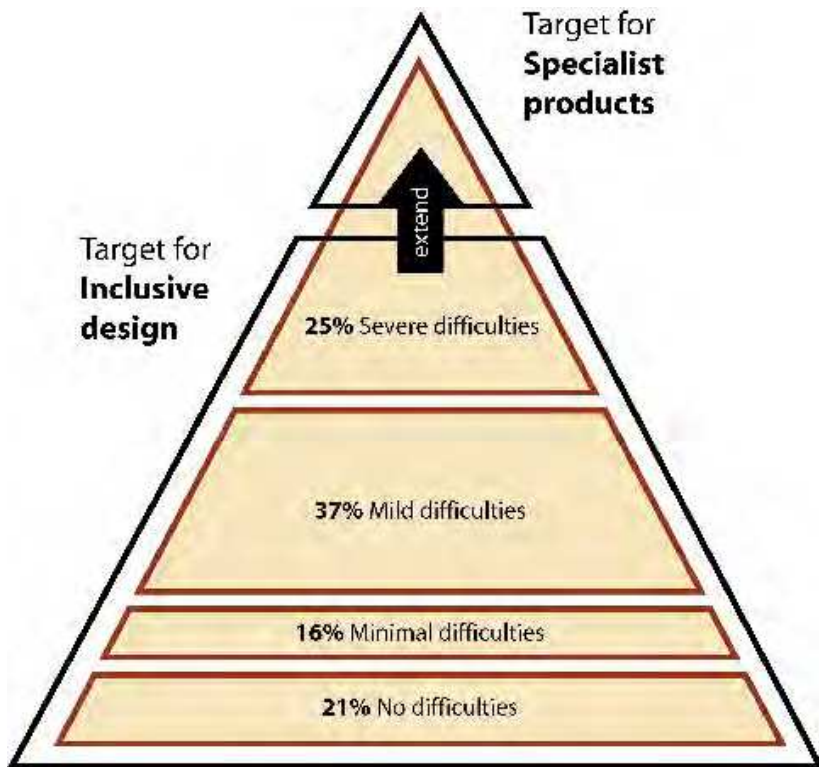 Target for
Specialist
products
extend
Target for
Inclusive
design
25% Severe difficulties
37% Mild difficulties
16% Minimal difficulties
21% No difficulties